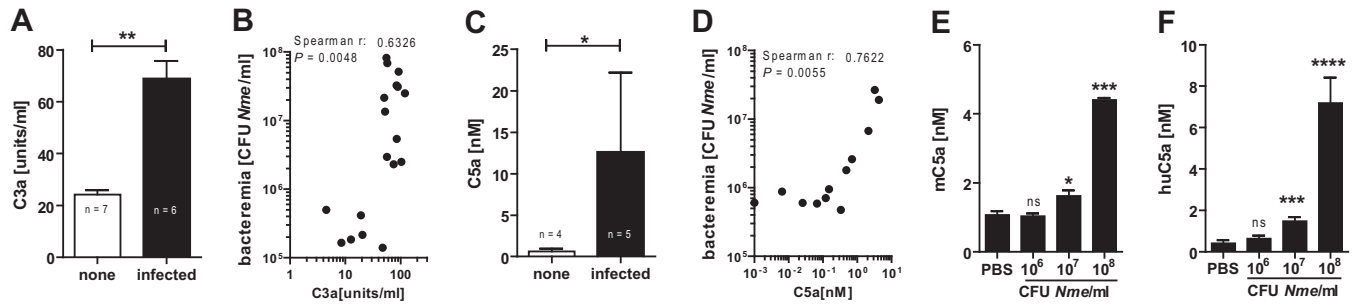 A
C3a [units/ml]
80
60
40
20
0
**
n = 7
n = 6
none
infected
B
bacteremia [CFU Nme/ml]
10⁸
10⁷
10⁶
10⁵
Spearman r: 0.6326
P = 0.0048
1
10
100
C3a[units/ml]
C
C5a [nM]
25
20
15
10
5
0
*
n = 4
n = 5
none
infected
D
bacteremia [CFU Nme/ml]
10⁸
10⁷
10⁶
10⁵
Spearman r: 0.7622
P = 0.0055
10⁻³
10⁻²
10⁻¹
10⁰
10¹
C5a[nM]
E
mC5a [nM]
6
4
2
0
ns
*
***
PBS
10⁶
10⁷
10⁸
CFU Nme/ml
F
huC5a [nM]
10
8
6
4
2
0
ns
***
****
PBS
10⁶
10⁷
10⁸
CFU Nme/ml